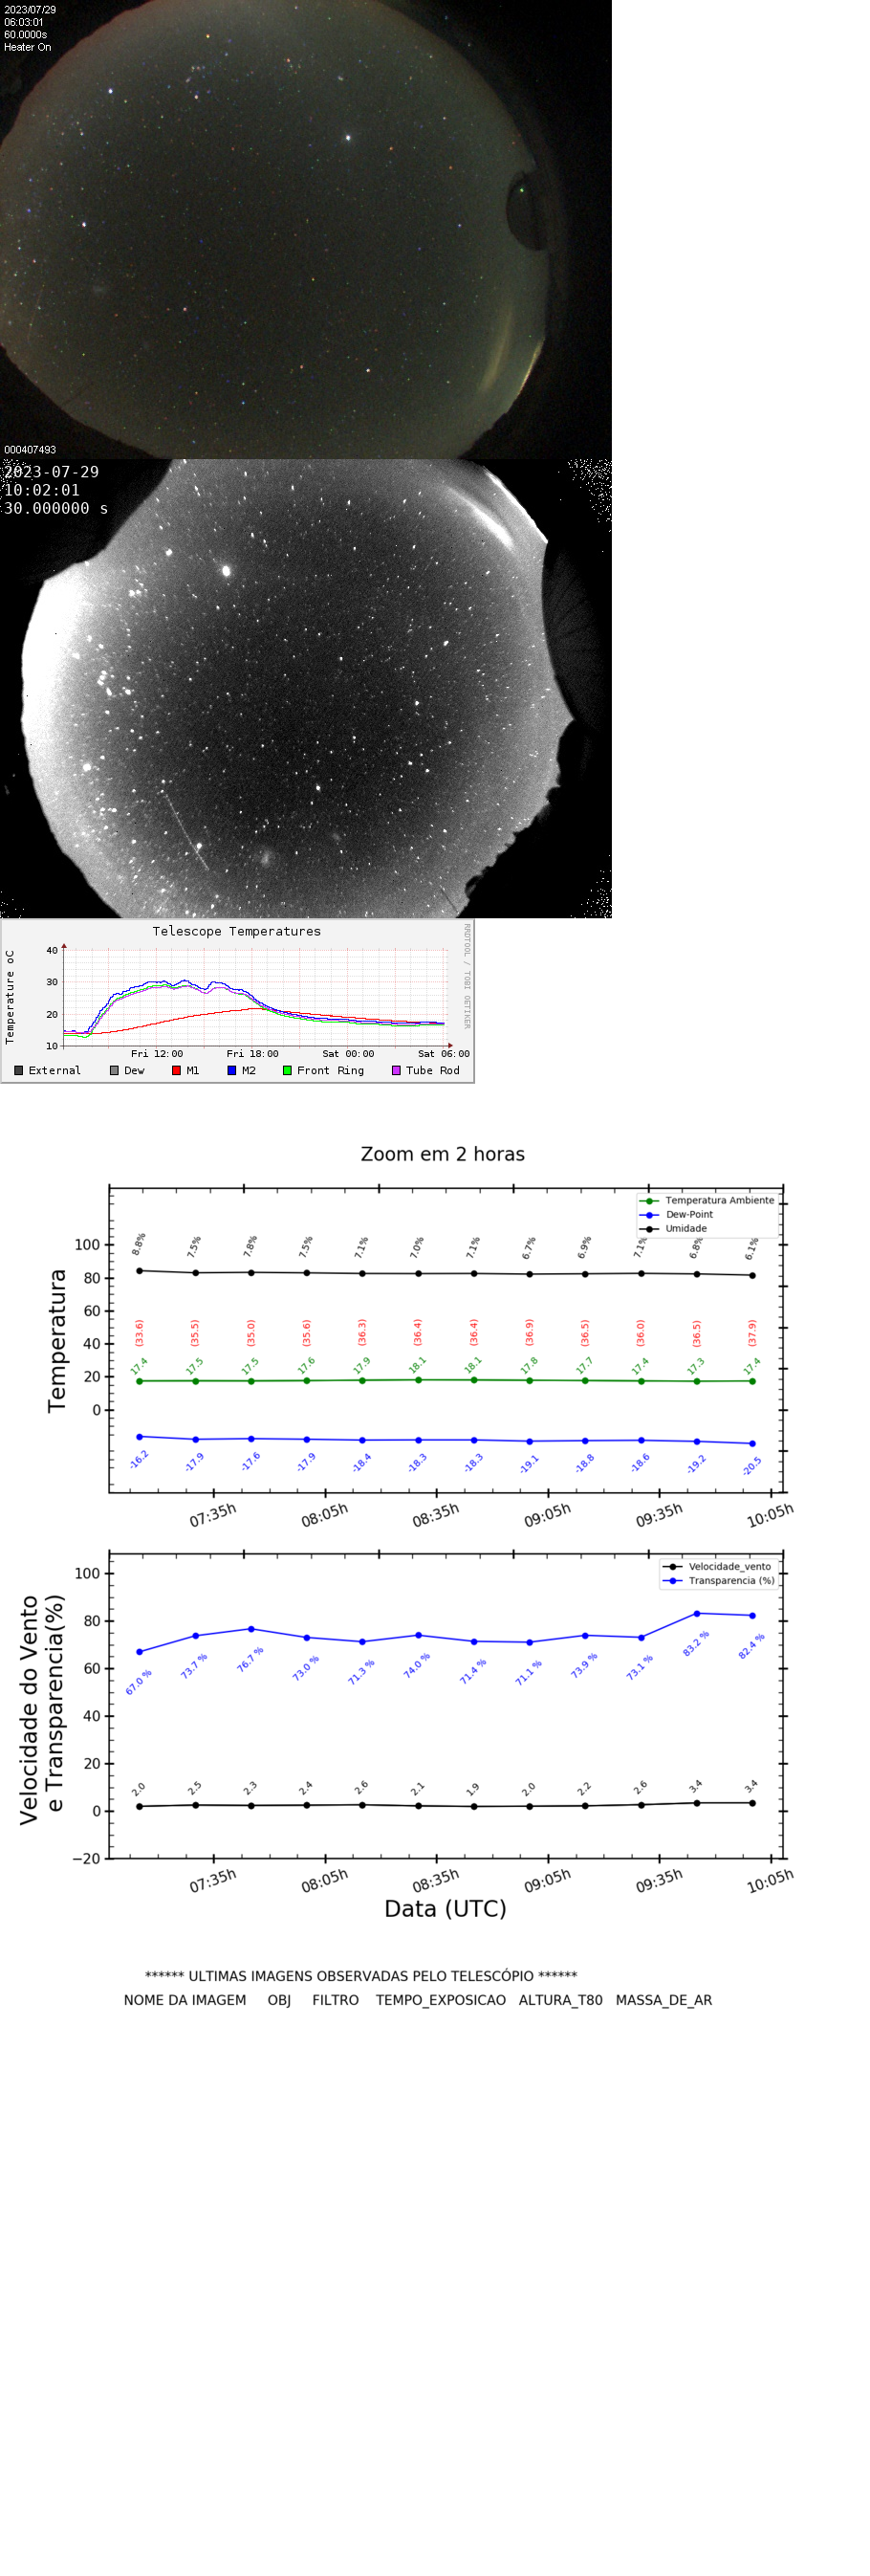 2023/07/29
06:03:01
60.0000s
Heater On
000407493
2023-07-29
10:02:01
30.000000 s
Telescope Temperatures
RRDTOOL / TOBI OETIKER
Temperature oC
40
30
20
10
Fri 12:00 Fri 18:00 Sat 00:00 Sat 06:00
External Dew M1 M2 Front Ring Tube Rod
Zoom em 2 horas
Temperatura Ambiente
Dew-Point
Umidade
Temperatura
100
80
60
40
20
0
8.8% 7.5% 7.8% 7.5% 7.1% 7.0% 7.1% 6.7% 6.9% 7.1% 6.8% 6.1%
(33.6) (35.5) (35.0) (35.6) (36.3) (36.4) (36.4) (36.9) (36.5) (36.0) (36.5) (37.9)
17.4 17.5 17.5 17.6 17.9 18.1 18.1 17.8 17.7 17.4 17.3 17.4
-16.2 -17.9 -17.6 -17.9 -18.4 -18.3 -18.3 -19.1 -18.8 -18.6 -19.2 -20.5
07:35h 08:05h 08:35h 09:05h 09:35h 10:05h
Velocidade_vento
Transparencia (%)
Velocidade do Vento
e Transparencia(%)
100
80
60
40
20
0
−20
67.0 % 73.7 % 76.7 % 73.0 % 71.3 % 74.0 % 71.4 % 71.1 % 73.9 % 73.1 % 83.2 % 82.4 %
2.0 2.5 2.3 2.4 2.6 2.1 1.9 2.0 2.2 2.6 3.4 3.4
07:35h 08:05h 08:35h 09:05h 09:35h 10:05h
Data (UTC)
****** ULTIMAS IMAGENS OBSERVADAS PELO TELESCÓPIO ******
NOME DA IMAGEM OBJ FILTRO TEMPO_EXPOSICAO ALTURA_T80 MASSA_DE_AR